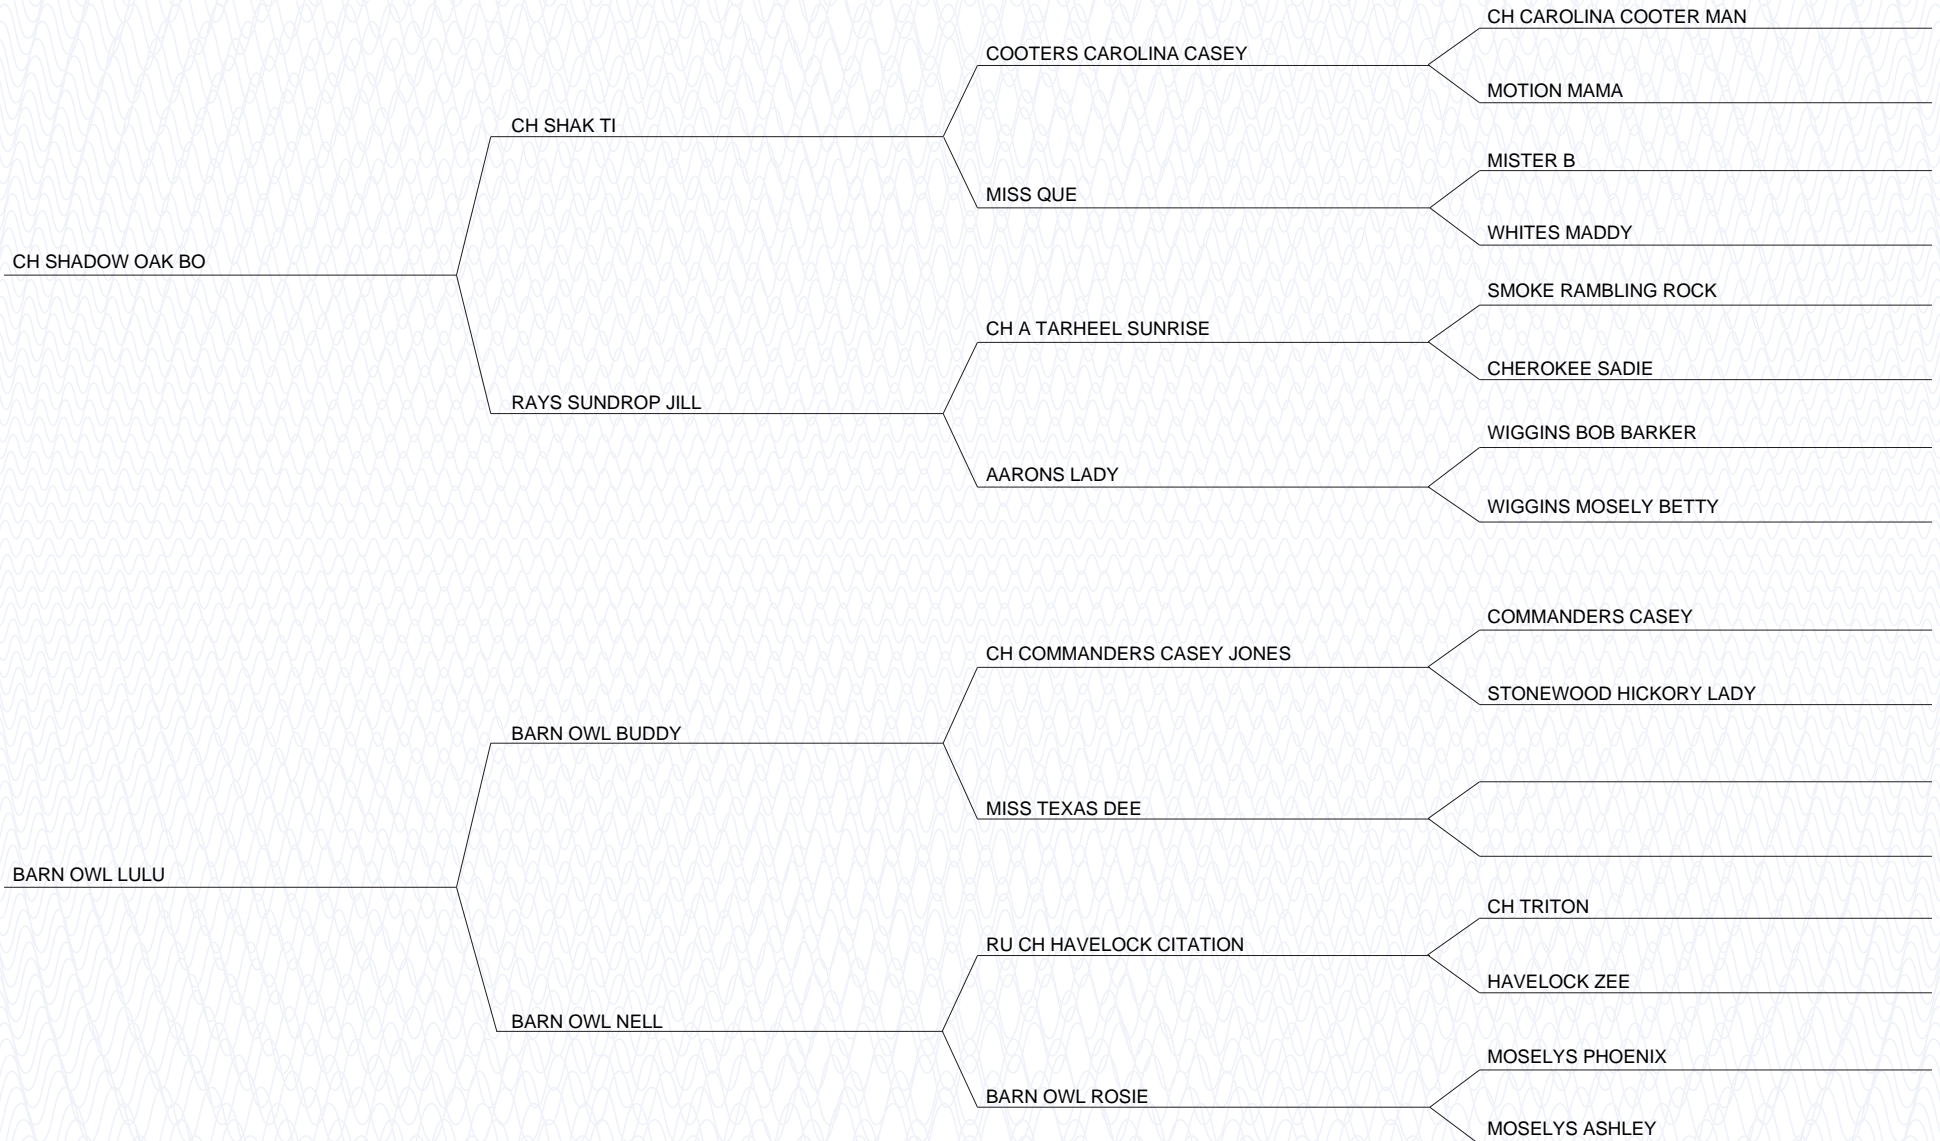 CH CAROLINA COOTER MAN
COOTERS CAROLINA CASEY
MOTION MAMA
CH SHAK TI
MISTER B
MISS QUE
WHITES MADDY
CH SHADOW OAK BO
SMOKE RAMBLING ROCK
CH A TARHEEL SUNRISE
CHEROKEE SADIE
RAYS SUNDROP JILL
WIGGINS BOB BARKER
AARONS LADY
WIGGINS MOSELY BETTY
COMMANDERS CASEY
CH COMMANDERS CASEY JONES
STONEWOOD HICKORY LADY
BARN OWL BUDDY
MISS TEXAS DEE
BARN OWL LULU
CH TRITON
RU CH HAVELOCK CITATION
HAVELOCK ZEE
BARN OWL NELL
MOSELYS PHOENIX
BARN OWL ROSIE
MOSELYS ASHLEY